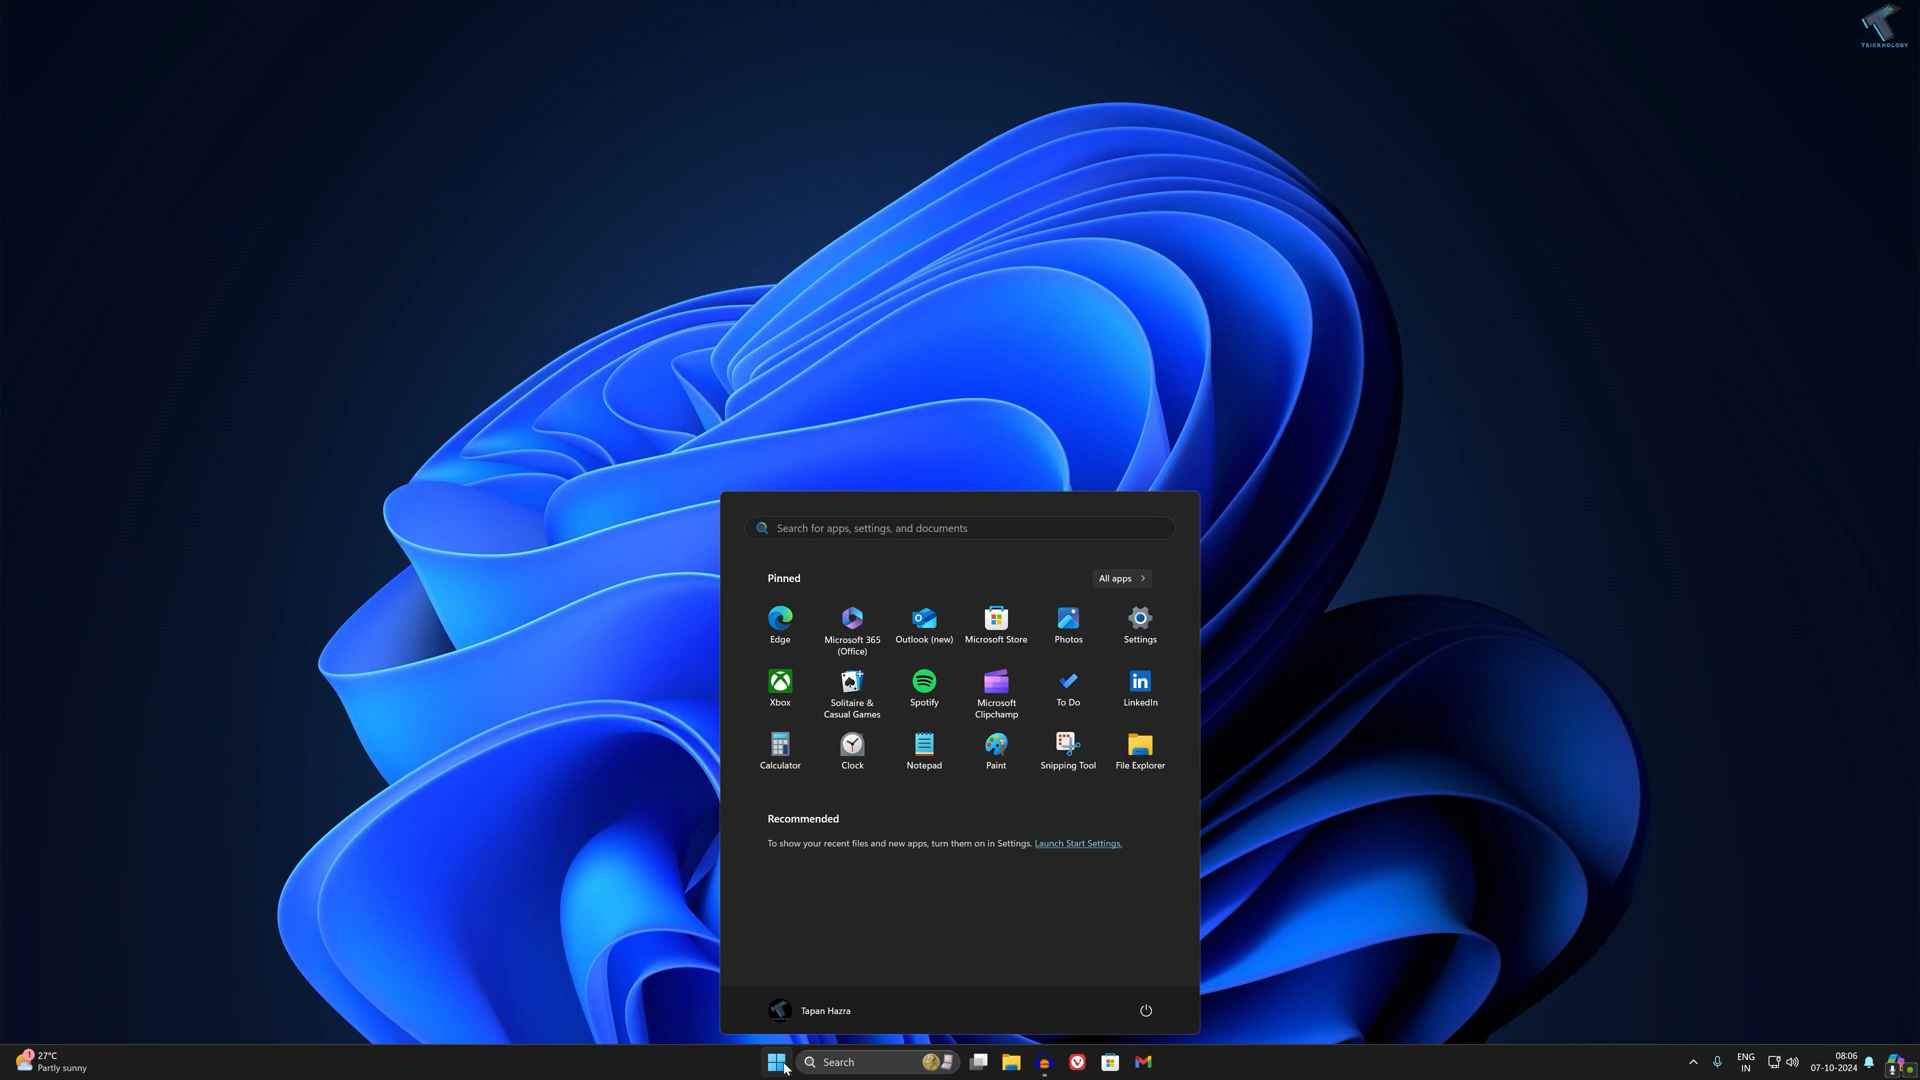 TRICKNOLOGY
Search for apps, settings, and documents
Pinned
All apps
Edge
Microsoft 365
(Office)
Outlook (new)
Microsoft Store
Photos
Settings
Xbox
Solitaire &
Casual Games
Spotify
Microsoft
Clipchamp
To Do
LinkedIn
Calculator
Clock
Notepad
Paint
Snipping Tool
File Explorer
Recommended
To show your recent files and new apps, turn them on in Settings. Launch Start Settings.
Tapan Hazra
1
27°C
Partly sunny
Search
ENG
IN
08:06
07-10-2024